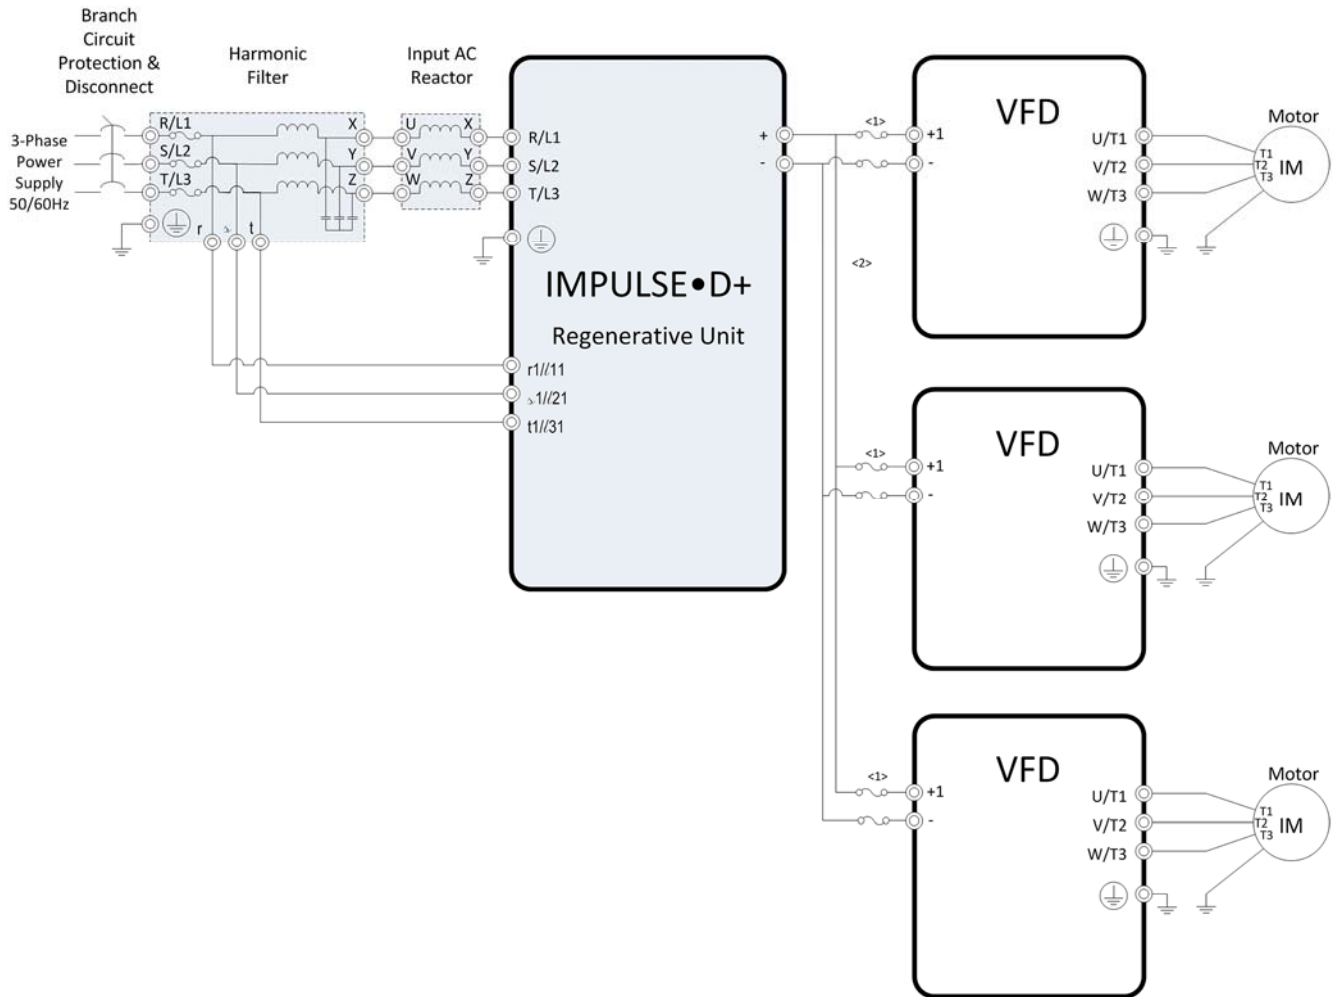 Branch
Circuit
Protection &
Disconnect
Harmonic
Filter
Input AC
Reactor
3-Phase
Power
Supply
50/60Hz
R/L1
S/L2
T/L3
X
Y
Z
r
t
U
V
W
X
Y
Z
R/L1
S/L2
T/L3
IMPULSE•D+
Regenerative Unit
r1//11
1//21
t1//31
+
-
<1>
<2>
VFD
+1
-
U/T1
V/T2
W/T3
Motor
T1
T2
T3
IM
<1>
VFD
+1
-
U/T1
V/T2
W/T3
Motor
T1
T2
T3
IM
<1>
VFD
+1
-
U/T1
V/T2
W/T3
Motor
T1
T2
T3
IM